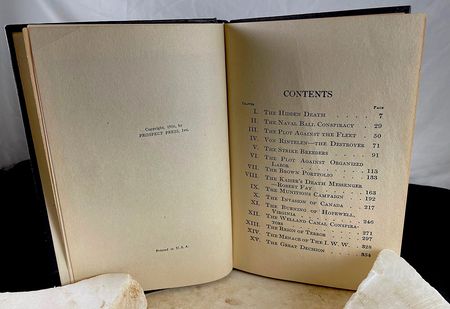 Copyright, by
PROSPECT PRESS, Inc.
Printed in U. S. A.
CONTENTS
CHAPTER PAGE
I. THE HIDDEN DEATH . . . . . 7
II. THE NAVAL BALL CONSPIRACY . . 29
III. THE PLOT AGAINST THE FLEET . . 50
IV. VON RINTELEN—THE DESTROYER . 71
V. THE STRIKE BREEDERS . . . . 91
VI. THE PLOT AGAINST ORGANIZED
LABOR . . . . . . . 113
VII. THE BROWN PORTFOLIO . . . . 133
VIII. THE KAISER'S DEATH MESSENGER
—ROBERT FAY . . . . . 163
IX. THE MUNITIONS CAMPAIGN . . . 192
X. THE INVASION OF CANADA . . . 217
XI. THE BURNING OF HOPEWELL,
VIRGINIA . . . . . . 246
XII. THE WELLAND CANAL CONSPIRA-
TORS . . . . . . . 271
XIII. THE REIGN OF TERROR . . . . 297
XIV. THE MENACE OF THE I. W. W. . . 328
XV. THE GREAT DECISION . . . . 354